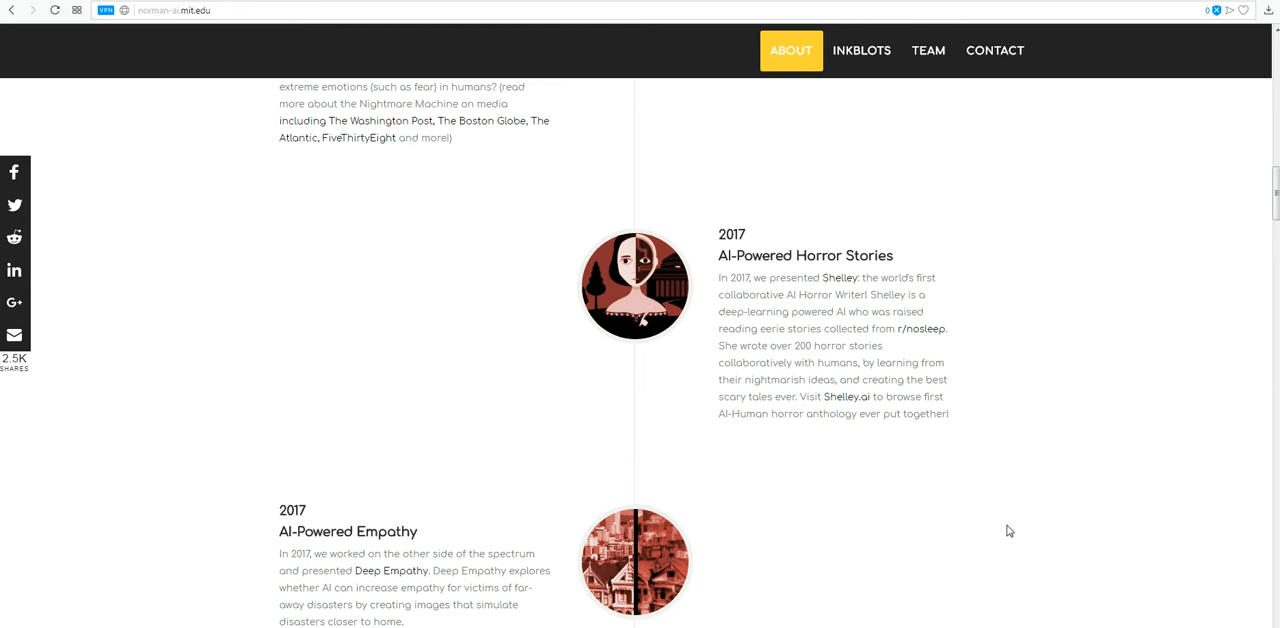 VPN
norman-ai.mit.edu
0
ABOUT
INKBLOTS
TEAM
CONTACT
extreme emotions (such as fear) in humans? (read
more about the Nightmare Machine on media
including The Washington Post, The Boston Globe, The
Atlantic, FiveThirtyEight and more!)
2.5K
SHARES
2017
AI-Powered Horror Stories
In 2017, we presented Shelley: the world's first
collaborative AI Horror Writer! Shelley is a
deep-learning powered AI who was raised
reading eerie stories collected from r/nosleep.
She wrote over 200 horror stories
collaboratively with humans, by learning from
their nightmarish ideas, and creating the best
scary tales ever. Visit Shelley.ai to browse first
AI-Human horror anthology ever put together!
2017
AI-Powered Empathy
In 2017, we worked on the other side of the spectrum
and presented Deep Empathy. Deep Empathy explores
whether AI can increase empathy for victims of far-
away disasters by creating images that simulate
disasters closer to home.